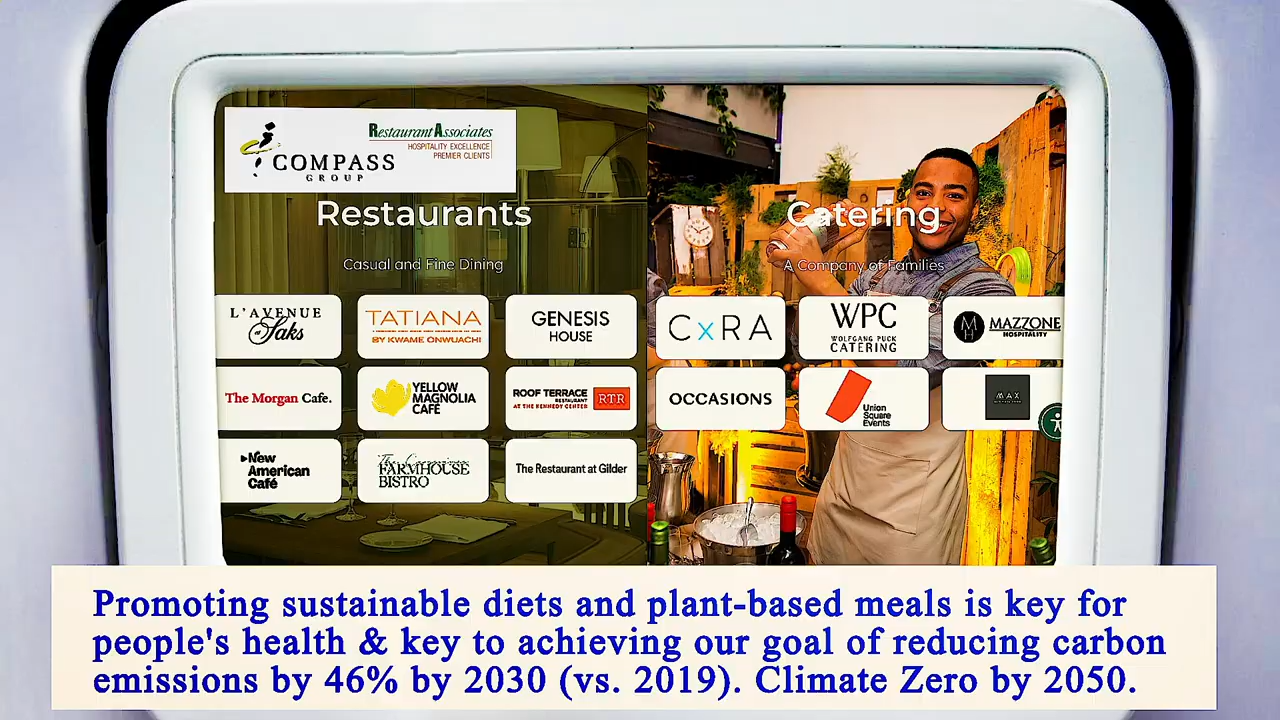 COMPASS
GROUP
Restaurant Associates
HOSPITALITY EXCELLENCE
PREMIER CLIENTS
Restaurants
Casual and Fine Dining
L'AVENUE
Saks
TATIANA
BY KWAME ONWUACHI
GENESIS
HOUSE
The Morgan Cafe.
YELLOW
MAGNOLIA
CAFÉ
ROOF TERRACE
RESTAURANT
AT THE KENNEDY CENTER
RTR
New
American
Café
FARMHOUSE
BISTRO
The Restaurant at Gilder
Catering
A Company of Families
CxRA
WPC
WOLFGANG PUCK
CATERING
MH
MAZZONE
HOSPITALITY
OCCASIONS
Union
Square
Events
MAX
Promoting sustainable diets and plant-based meals is key for
people's health & key to achieving our goal of reducing carbon
emissions by 46% by 2030 (vs. 2019). Climate Zero by 2050.